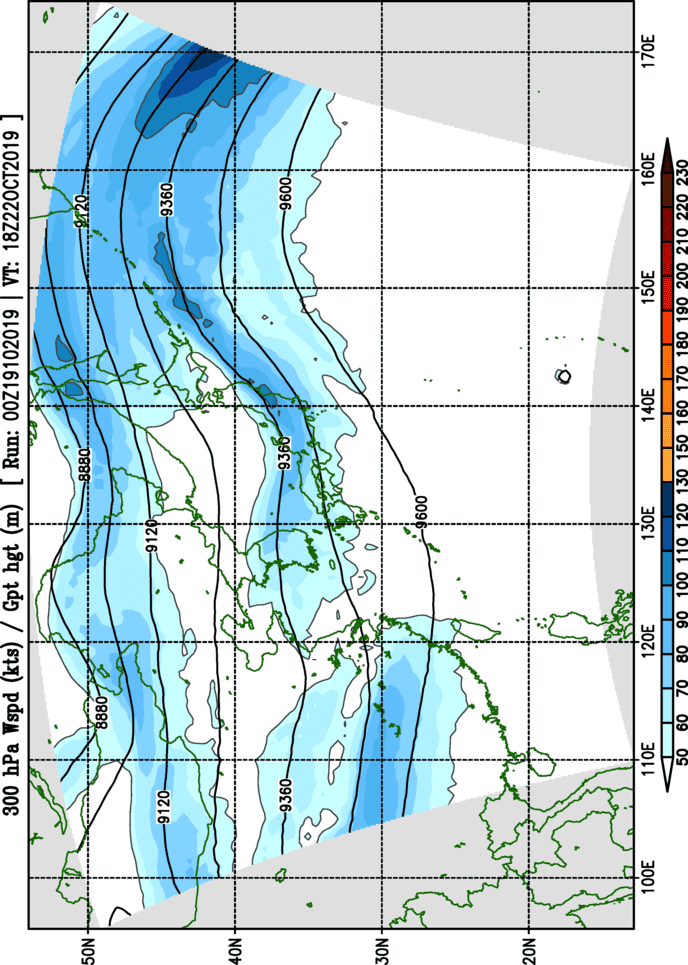 300 hPa Wspd (kts) / Gpt hgt (m) [ Run: 00Z19102019 | VT: 18Z22OCT2019 ]
50N
40N
30N
20N
100E
110E
120E
130E
140E
150E
160E
170E
8880
8880
9120
9120
9120
9360
9360
9360
9600
9600
50
60
70
80
90
100
110
120
130
140
150
160
170
180
190
200
210
220
230